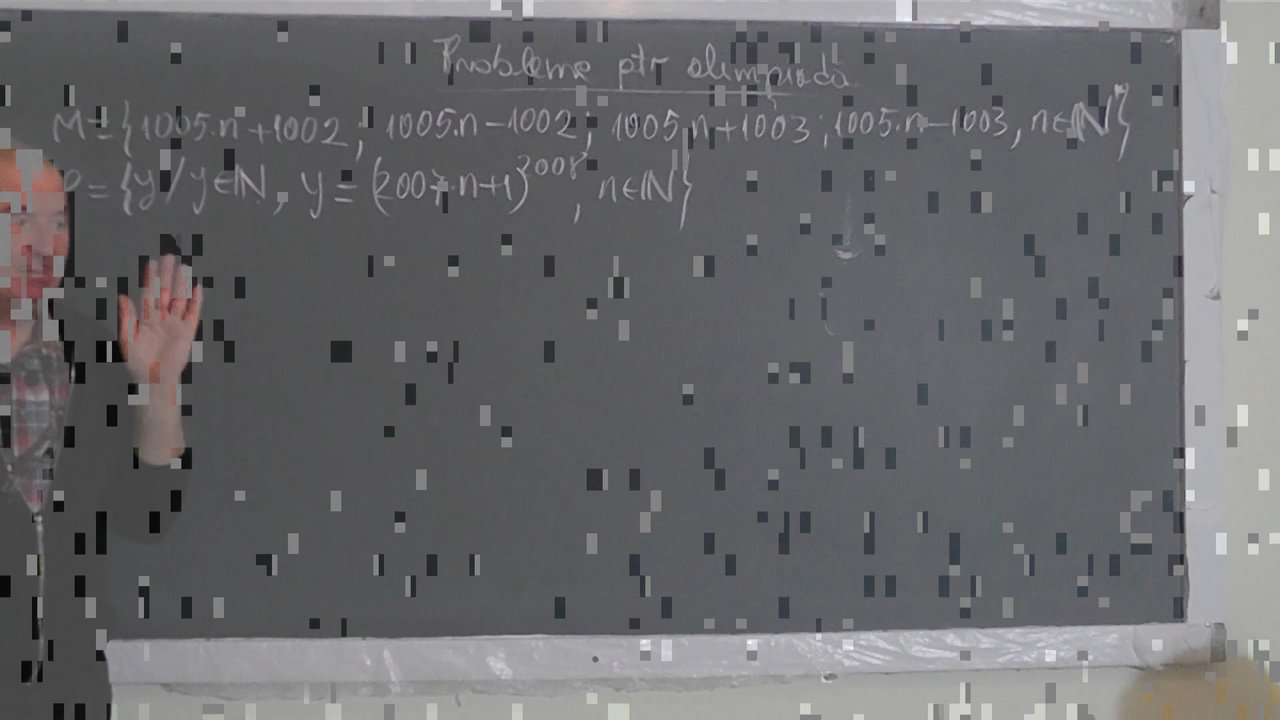 Probleme ptr olimpiadă
M={1005.n+1002; 1005.n-1002; 1005.n+1003; 1005.n-1003, n∈ℕ}
P={y/y∈ℕ, y=(2007.n+1)^2008, n∈ℕ}